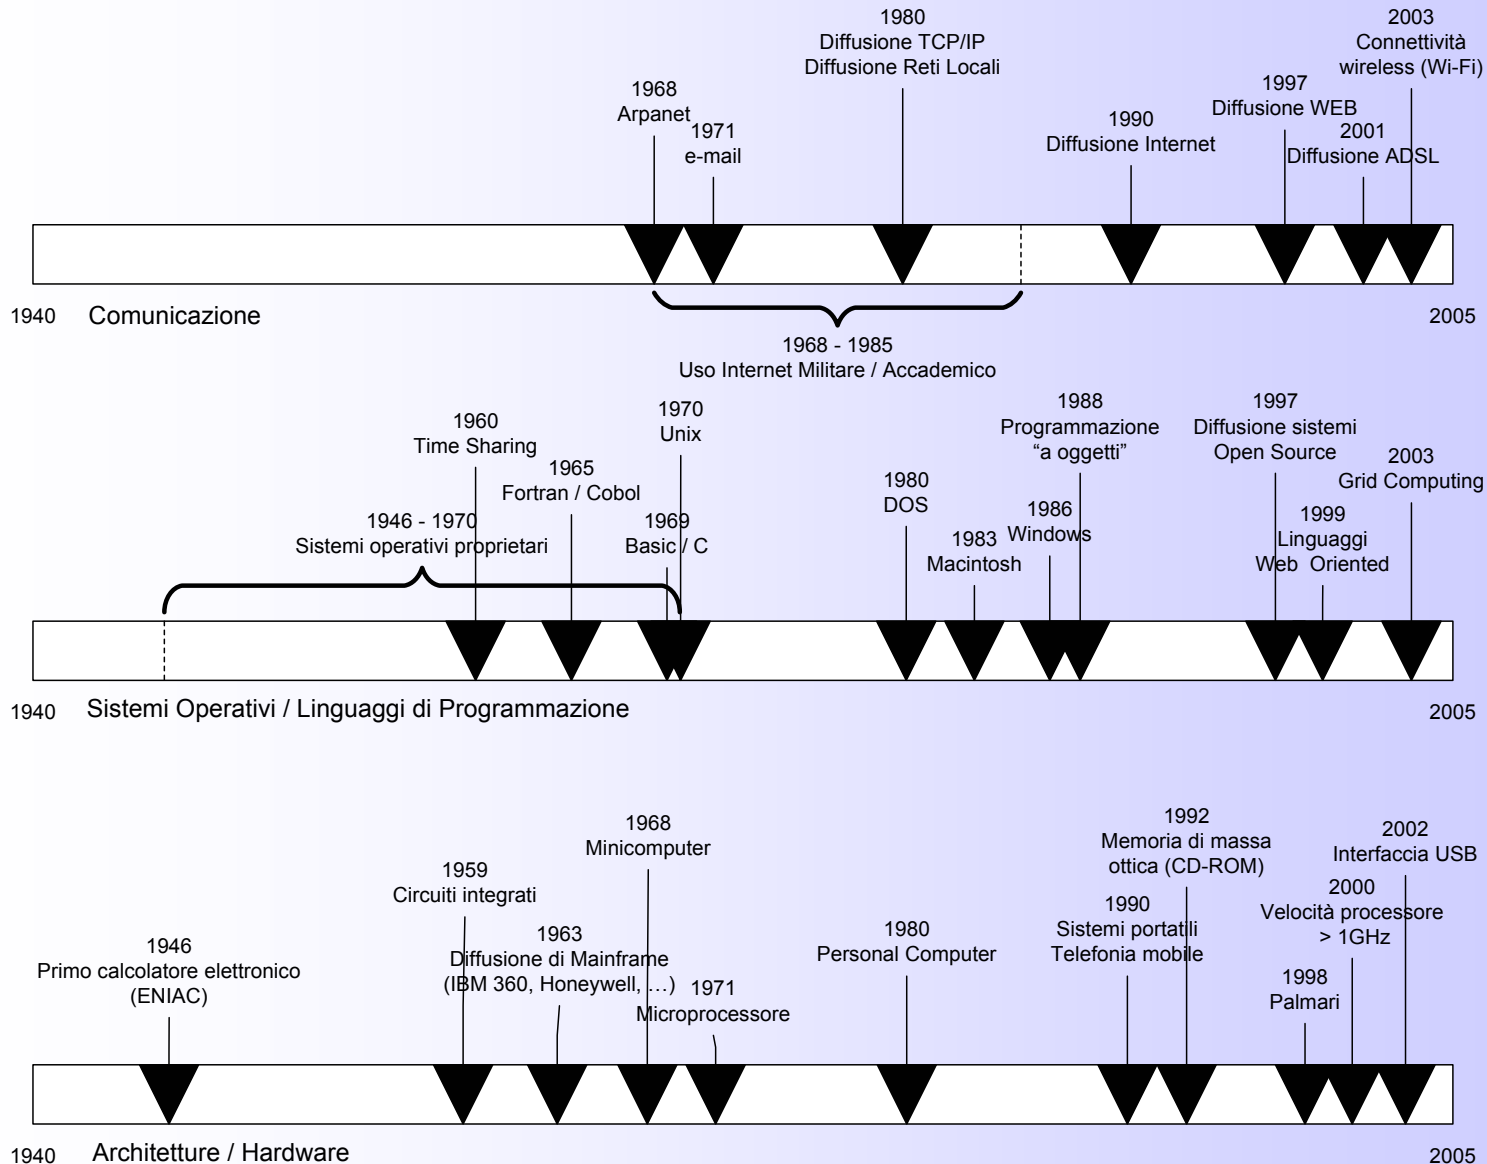 1968
Arpanet
1971
e-mail
1980
Diffusione TCP/IP
Diffusione Reti Locali
1990
Diffusione Internet
1997
Diffusione WEB
2001
Diffusione ADSL
2003
Connettività
wireless (Wi-Fi)
1940
Comunicazione
2005
1968 - 1985
Uso Internet Militare / Accademico
1946 - 1970
Sistemi operativi proprietari
1960
Time Sharing
1965
Fortran / Cobol
1969
Basic / C
1970
Unix
1980
DOS
1983
Macintosh
1986
Windows
1988
Programmazione
“a oggetti”
1997
Diffusione sistemi
Open Source
1999
Linguaggi
Web Oriented
2003
Grid Computing
1940
Sistemi Operativi / Linguaggi di Programmazione
2005
1946
Primo calcolatore elettronico
(ENIAC)
1959
Circuiti integrati
1963
Diffusione di Mainframe
(IBM 360, Honeywell, …)
1968
Minicomputer
1971
Microprocessore
1980
Personal Computer
1990
Sistemi portatili
Telefonia mobile
1992
Memoria di massa
ottica (CD-ROM)
1998
Palmari
2000
Velocità processore
> 1GHz
2002
Interfaccia USB
1940
Architetture / Hardware
2005